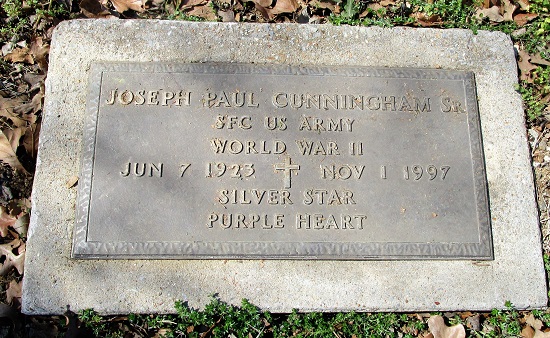 JOSEPH PAUL CUNNINGHAM SR
SFC US ARMY
WORLD WAR II
JUN 7 1923 NOV 1 1997
SILVER STAR
PURPLE HEART